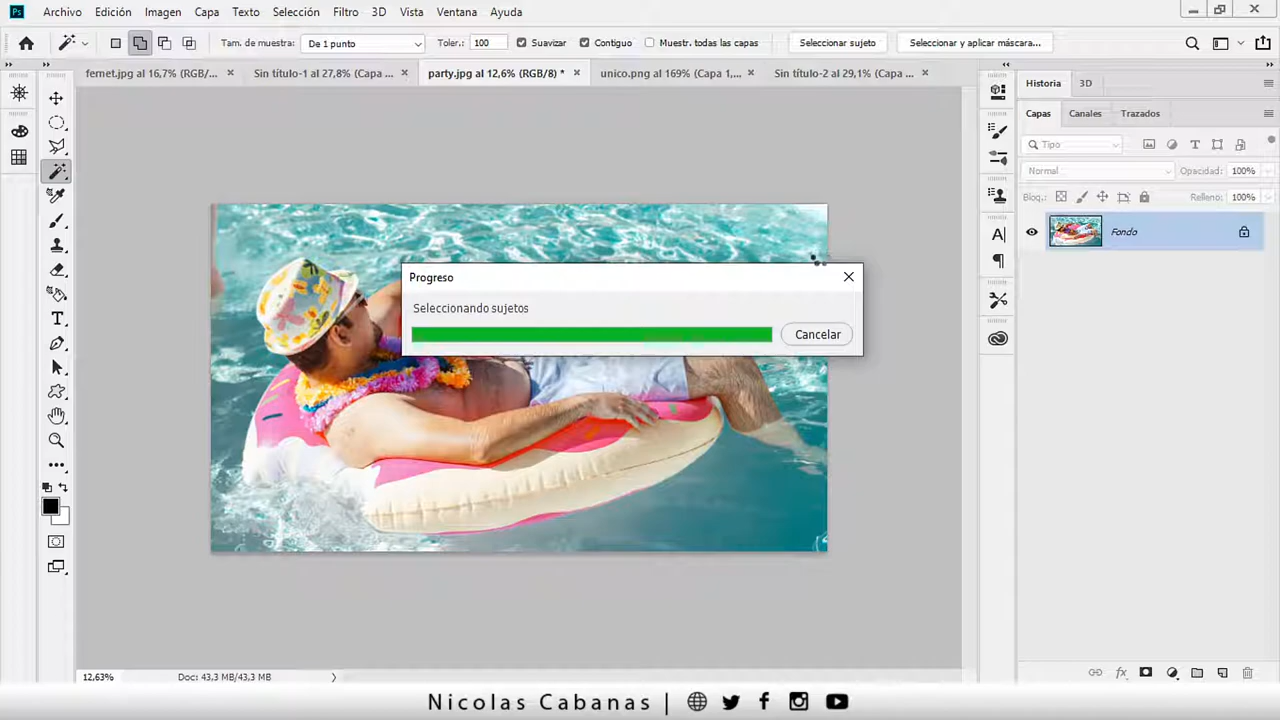 Ps Archivo Edición Imagen Capa Texto Selección Filtro 3D Vista Ventana Ayuda
Tam. de muestra: De 1 punto Toler.: 100 Suavizar Contiguo Muestr. todas las capas Seleccionar sujeto Seleccionar y aplicar máscara...
fernet.jpg al 16,7% (RGB/... Sin título-1 al 27,8% (Capa ... party.jpg al 12,6% (RGB/8) * unico.png al 169% (Capa 1,... Sin título-2 al 29,1% (Capa ...
Historia 3D
Capas Canales Trazados
Tipo
Normal Opacidad: 100%
Bloq.: Relleno: 100%
Fondo
Progreso
Seleccionando sujetos
Cancelar
12,63% Doc: 43,3 MB/43,3 MB
Nicolas Cabanas |